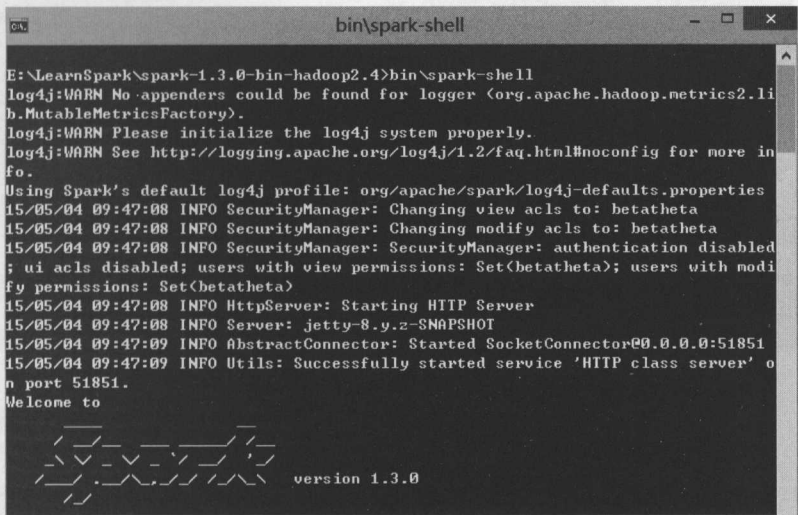 bin\spark-shell
E:\LearnSpark\spark-1.3.0-bin-hadoop2.4>bin\spark-shell
log4j:WARN No appenders could be found for logger (org.apache.hadoop.metrics2.li
b.MutableMetricsFactory).
log4j:WARN Please initialize the log4j system properly.
log4j:WARN See http://logging.apache.org/log4j/1.2/faq.html#noconfig for more in
fo.
Using Spark's default log4j profile: org/apache/spark/log4j-defaults.properties
15/05/04 09:47:08 INFO SecurityManager: Changing view acls to: betatheta
15/05/04 09:47:08 INFO SecurityManager: Changing modify acls to: betatheta
15/05/04 09:47:08 INFO SecurityManager: SecurityManager: authentication disabled
; ui acls disabled; users with view permissions: Set(betatheta); users with modi
fy permissions: Set(betatheta)
15/05/04 09:47:08 INFO HttpServer: Starting HTTP Server
15/05/04 09:47:08 INFO Server: jetty-8.y.z-SNAPSHOT
15/05/04 09:47:09 INFO AbstractConnector: Started SocketConnector@0.0.0.0:51851
15/05/04 09:47:09 INFO Utils: Successfully started service 'HTTP class server' o
n port 51851.
Welcome to
Spark version 1.3.0